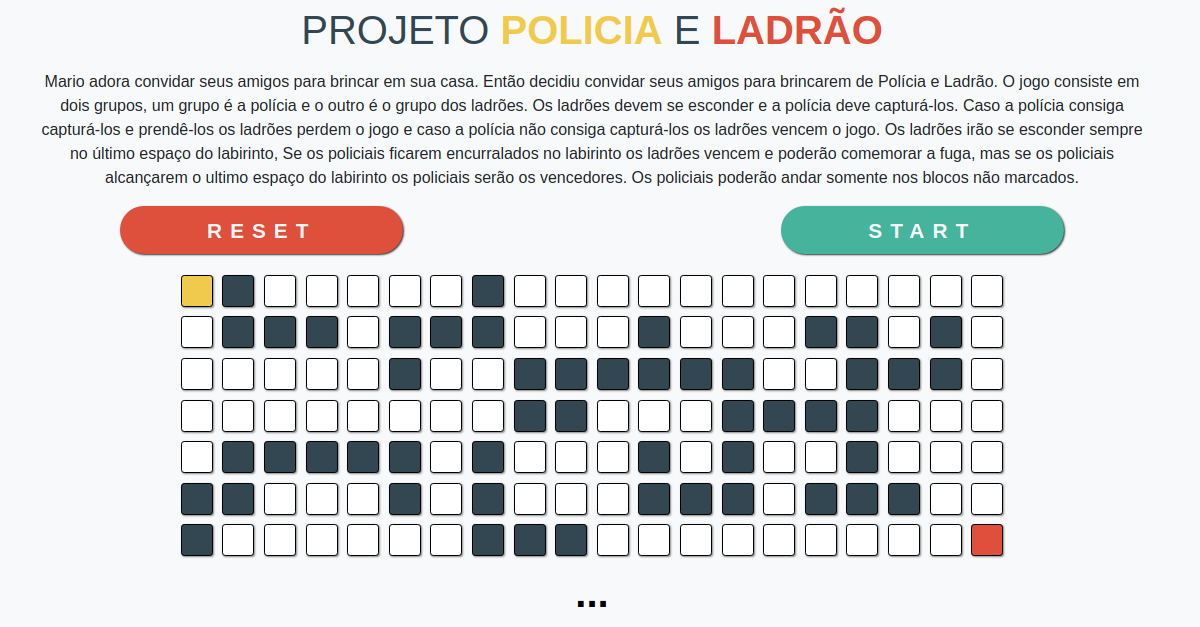 PROJETO POLICIA E LADRÃO
Mario adora convidar seus amigos para brincar em sua casa. Então decidiu convidar seus amigos para brincarem de Polícia e Ladrão. O jogo consiste em
dois grupos, um grupo é a polícia e o outro é o grupo dos ladrões. Os ladrões devem se esconder e a polícia deve capturá-los. Caso a polícia consiga
capturá-los e prendê-los os ladrões perdem o jogo e caso a polícia não consiga capturá-los os ladrões vencem o jogo. Os ladrões irão se esconder sempre
no último espaço do labirinto, Se os policiais ficarem encurralados no labirinto os ladrões vencem e poderão comemorar a fuga, mas se os policiais
alcançarem o ultimo espaço do labirinto os policiais serão os vencedores. Os policiais poderão andar somente nos blocos não marcados.
RESET
START
...